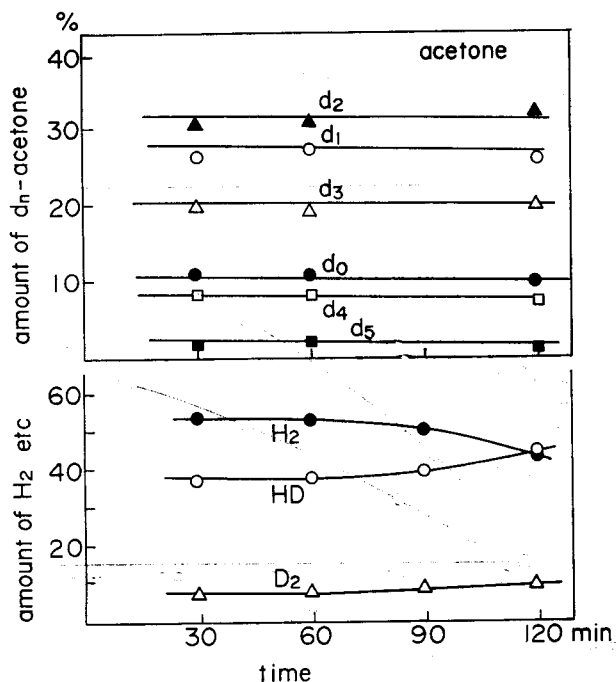 %
acetone
40
30
20
10
amount of dn-acetone
d2
d1
d3
d0
d4
d5
60
40
20
amount of H2 etc
H2
HD
D2
30
60
90
120 min
time